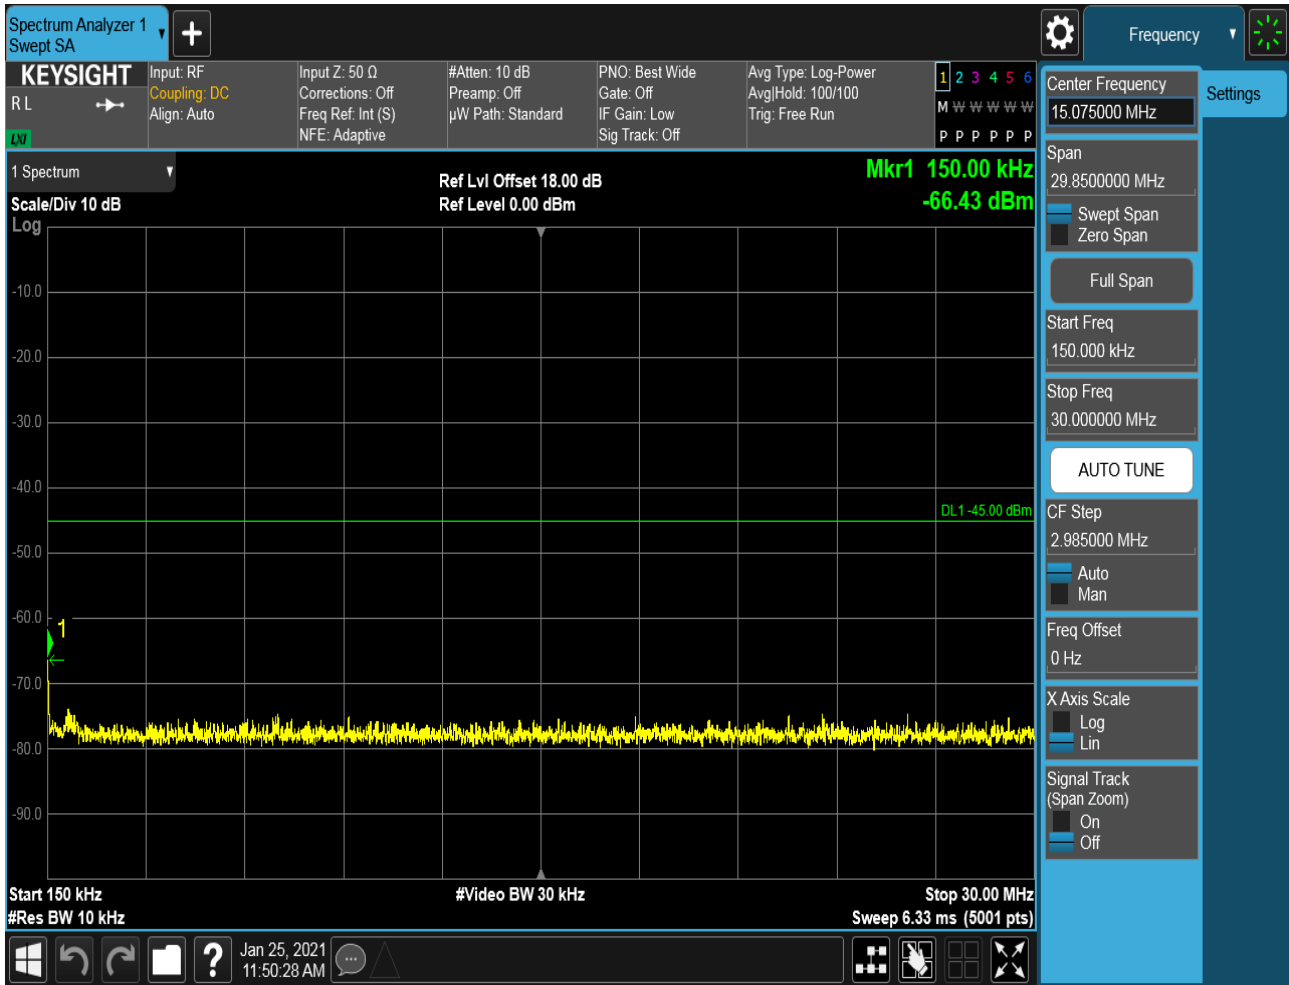 Spectrum Analyzer 1
Swept SA
Frequency
KEYSIGHT
R L
LXI
Input: RF
Coupling: DC
Align: Auto
Input Z: 50 Ω
Corrections: Off
Freq Ref: Int (S)
NFE: Adaptive
#Atten: 10 dB
Preamp: Off
µW Path: Standard
PNO: Best Wide
Gate: Off
IF Gain: Low
Sig Track: Off
Avg Type: Log-Power
Avg|Hold: 100/100
Trig: Free Run
1 2 3 4 5 6
M W W W W W
P P P P P P
1 Spectrum
Scale/Div 10 dB
Log
Ref Lvl Offset 18.00 dB
Ref Level 0.00 dBm
Mkr1 150.00 kHz
-66.43 dBm
-10.0
-20.0
-30.0
-40.0
DL1 -45.00 dBm
-50.0
-60.0
1
-70.0
-80.0
-90.0
Start 150 kHz
#Res BW 10 kHz
#Video BW 30 kHz
Stop 30.00 MHz
Sweep 6.33 ms (5001 pts)
Center Frequency
15.075000 MHz
Settings
Span
29.8500000 MHz
Swept Span
Zero Span
Full Span
Start Freq
150.000 kHz
Stop Freq
30.000000 MHz
AUTO TUNE
CF Step
2.985000 MHz
Auto
Man
Freq Offset
0 Hz
X Axis Scale
Log
Lin
Signal Track
(Span Zoom)
On
Off
?
Jan 25, 2021
11:50:28 AM